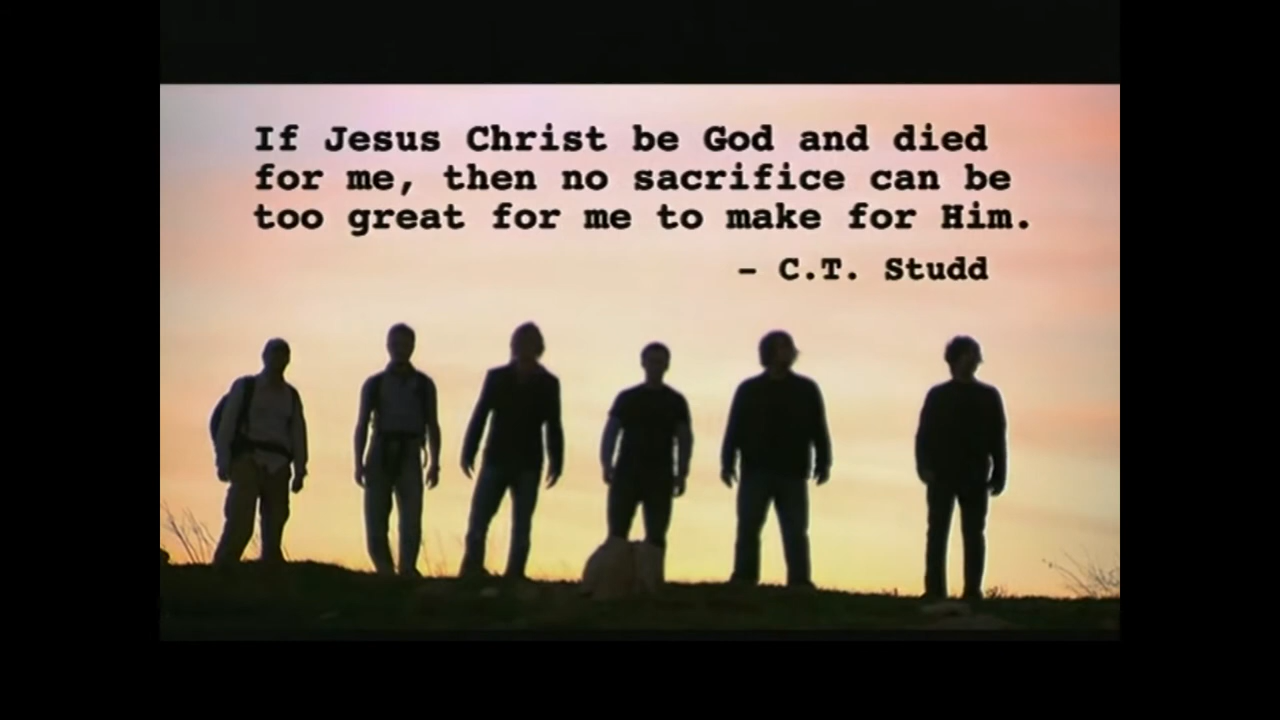 If Jesus Christ be God and died
for me, then no sacrifice can be
too great for me to make for Him.
- C.T. Studd